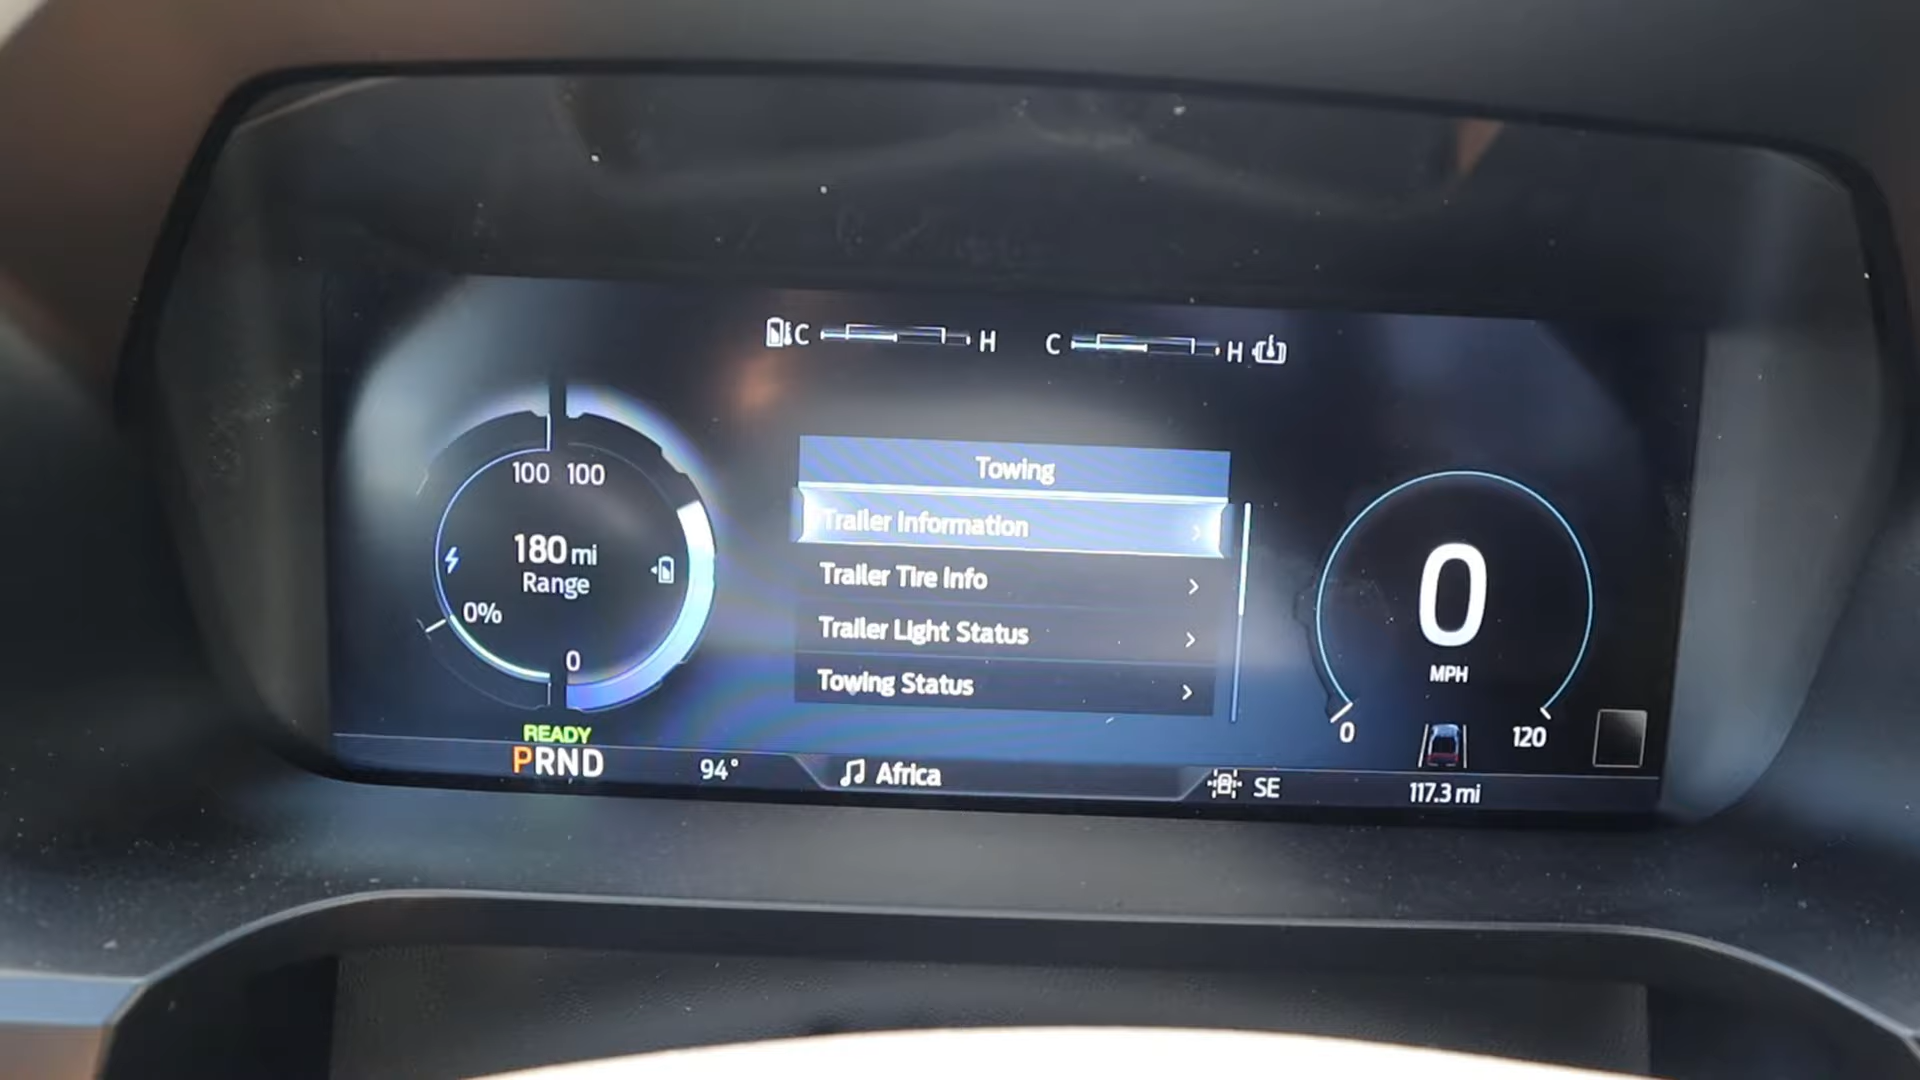 C H C H
100 100
180 mi
Range
0%
0
Towing
Trailer Information
Trailer Tire Info
Trailer Light Status
Towing Status
0
MPH
0 120
READY
PRND
94°
Africa
SE
117.3 mi